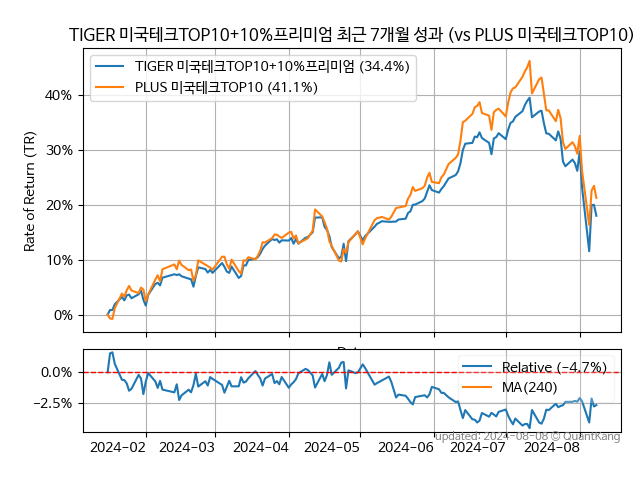 TIGER 미국테크TOP10+10%프리미엄 최근 7개월 성과 (vs PLUS 미국테크TOP10)
TIGER 미국테크TOP10+10%프리미엄 (34.4%)
PLUS 미국테크TOP10 (41.1%)
Rate of Return (TR)
40%
30%
20%
10%
0%
Relative (−4.7%)
MA(240)
0.0%
−2.5%
updated: 2024-08-08 © QuantKang
2024-02
2024-03
2024-04
2024-05
2024-06
2024-07
2024-08